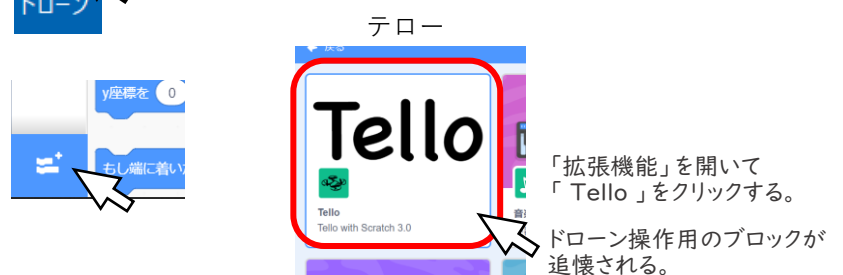 ドローン
テロー
戻る
y座標を 0
もし端に着い
Tello
Tello
Tello with Scratch 3.0
音
「拡張機能」を開いて
「 Tello 」をクリックする。
ドローン操作用のブロックが
追懐される。